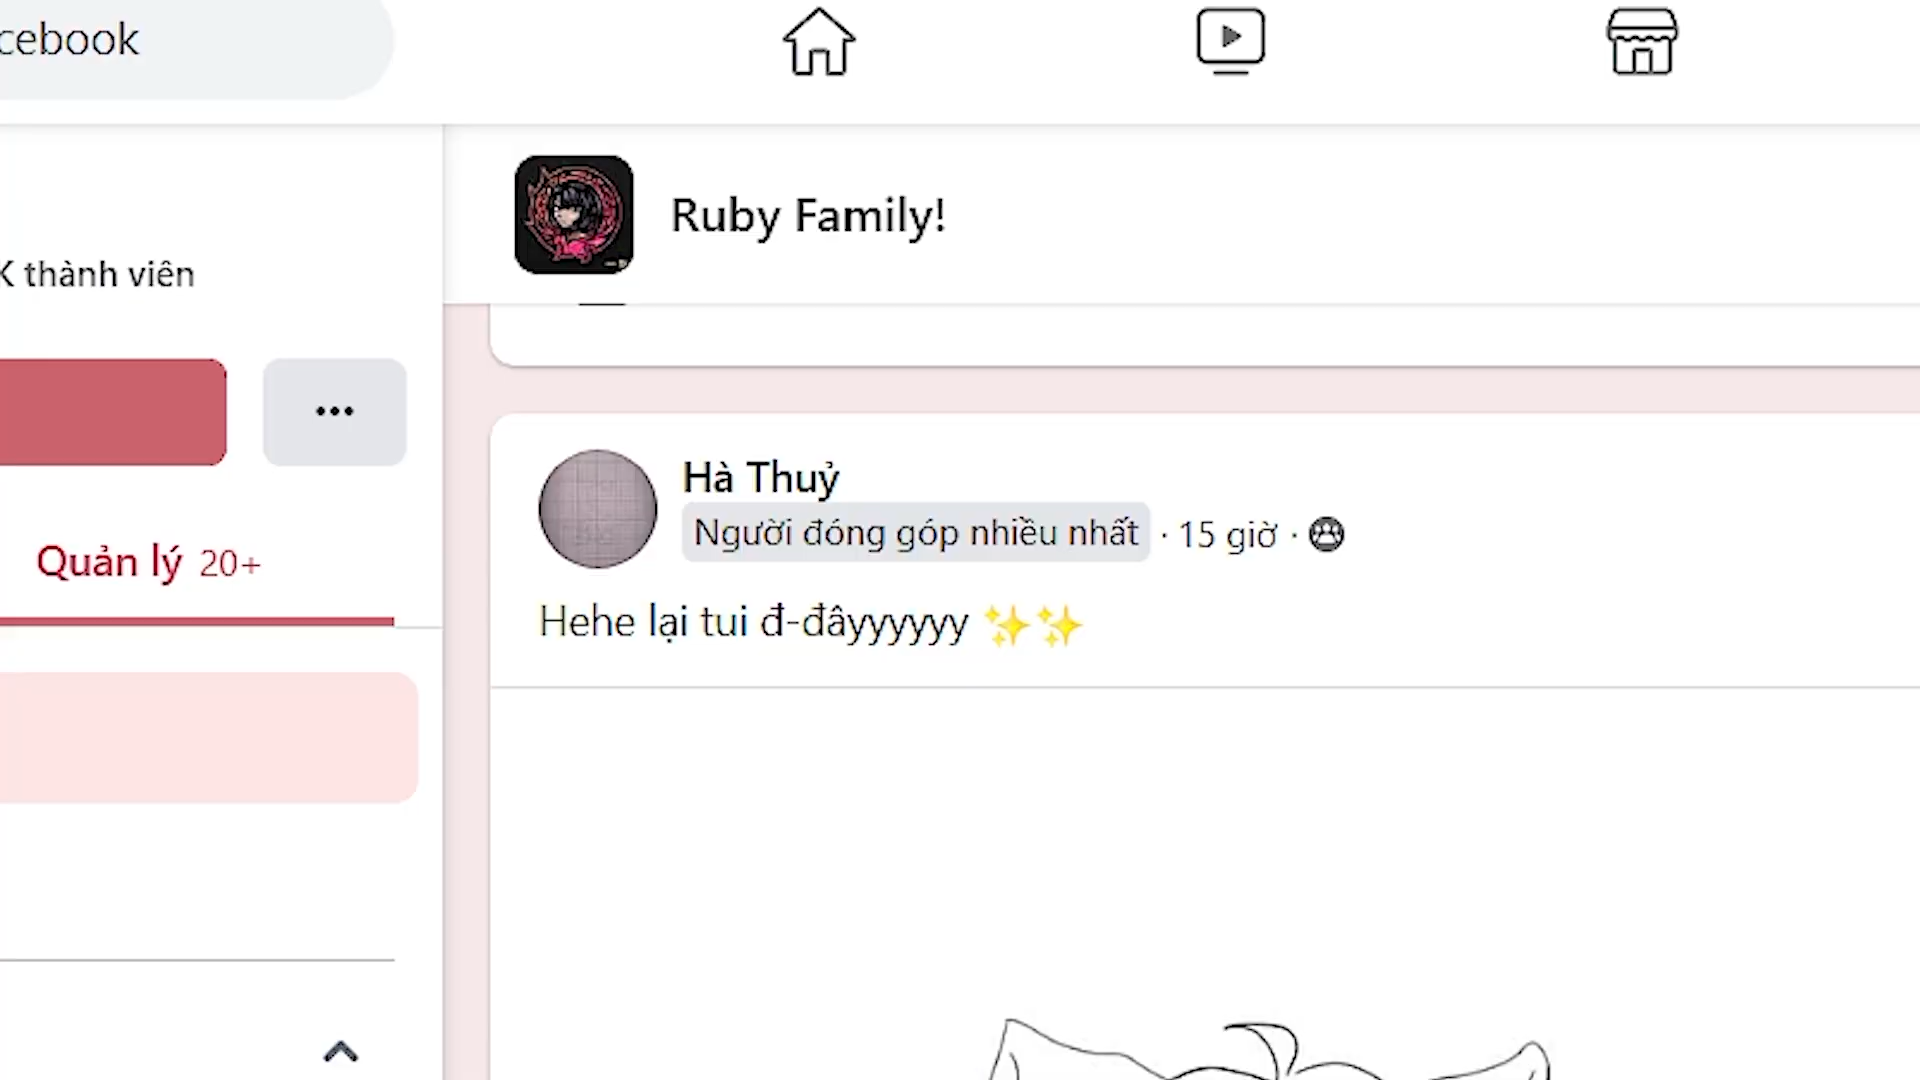 cebook
Ruby Family!
K thành viên
Hà Thuỷ
Người đóng góp nhiều nhất · 15 giờ ·
Quản lý 20+
Hehe lại tui đ-đâyyyyyy ✨✨